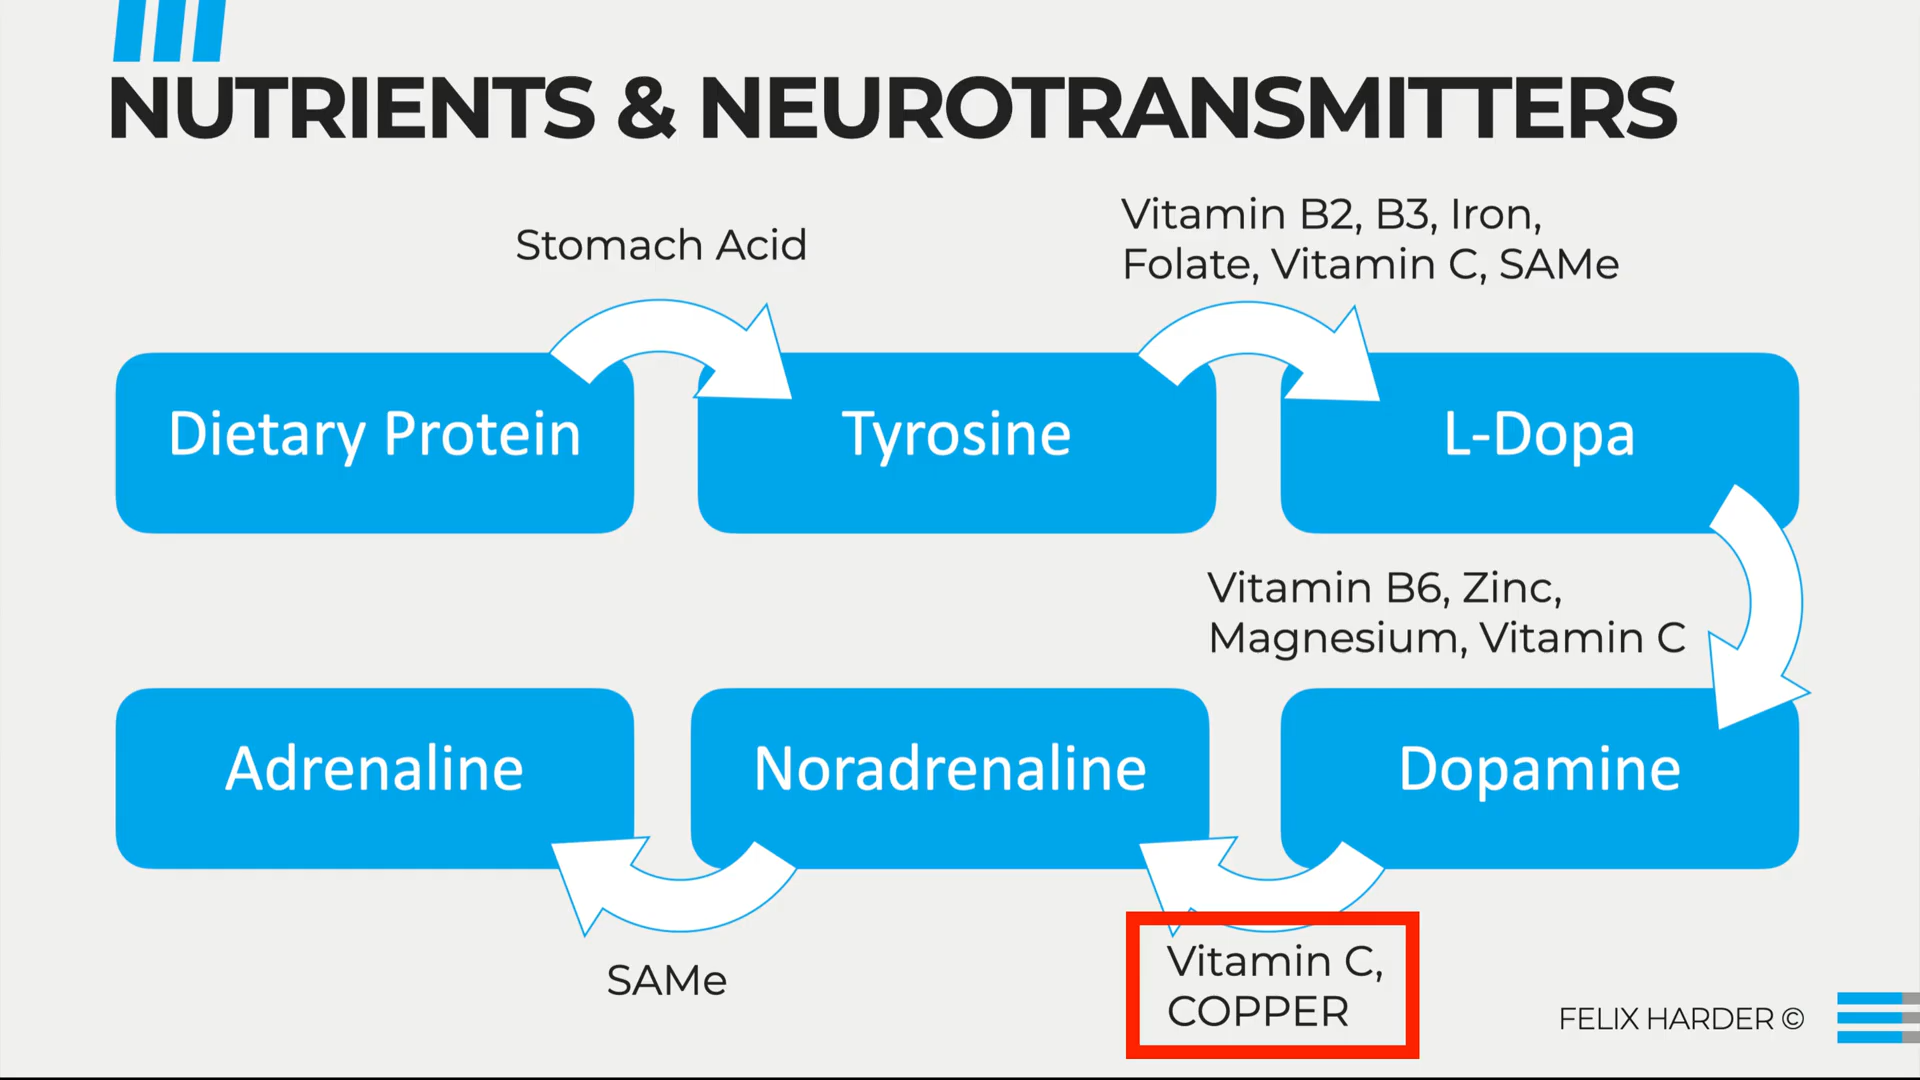 NUTRIENTS & NEUROTRANSMITTERS
Stomach Acid
Vitamin B2, B3, Iron,
Folate, Vitamin C, SAMe
Dietary Protein
Tyrosine
L-Dopa
Vitamin B6, Zinc,
Magnesium, Vitamin C
Adrenaline
Noradrenaline
Dopamine
SAMe
Vitamin C,
COPPER
FELIX HARDER ©